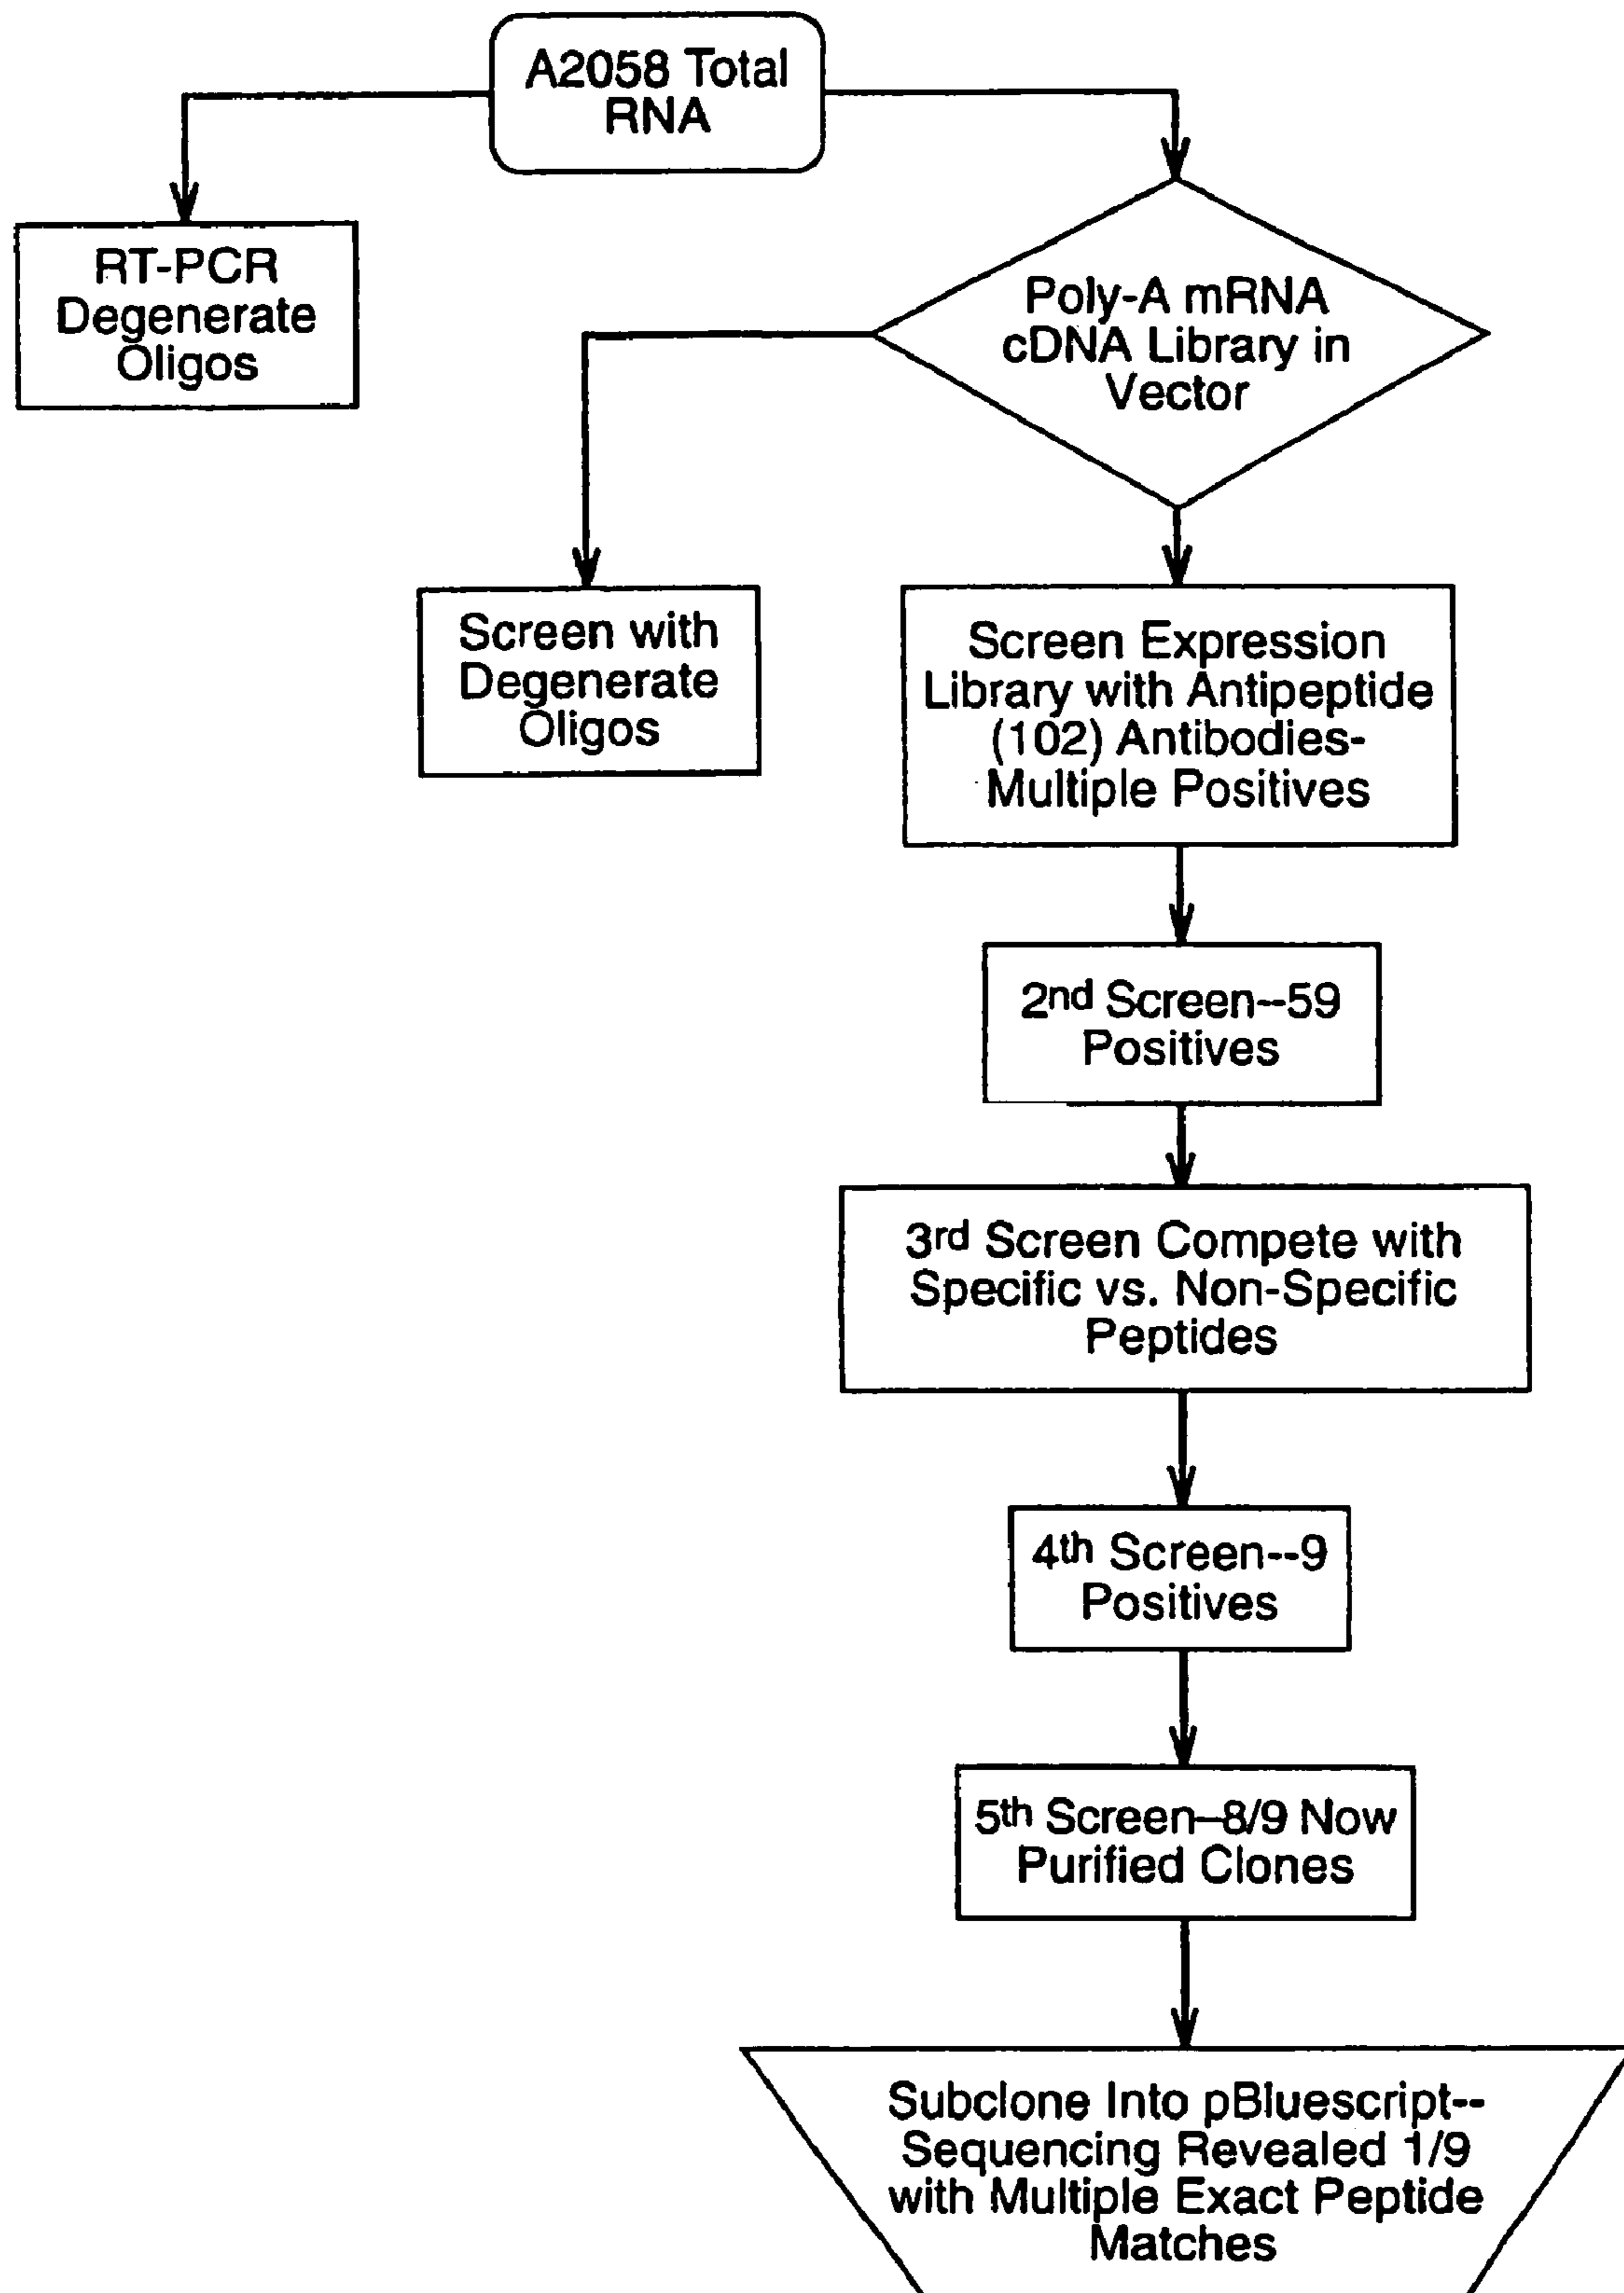 A2058 Total
RNA
RT-PCR
Degenerate
Oligos
Poly-A mRNA
cDNA Library in
Vector
Screen with
Degenerate
Oligos
Screen Expression
Library with Antipeptide
(102) Antibodies-
Multiple Positives
2nd Screen--59
Positives
3rd Screen Compete with
Specific vs. Non-Specific
Peptides
4th Screen--9
Positives
5th Screen--8/9 Now
Purified Clones
Subclone Into pBluescript--
Sequencing Revealed 1/9
with Multiple Exact Peptide
Matches